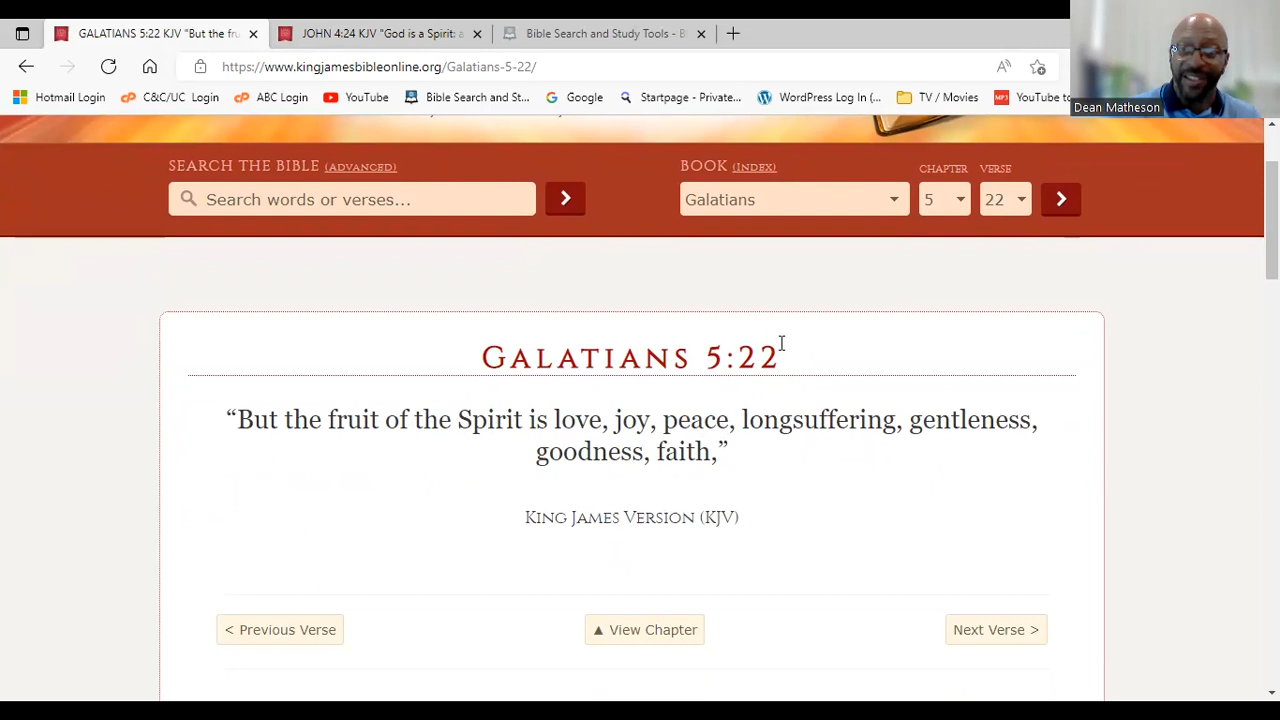 GALATIANS 5:22 KJV "But the fru
JOHN 4:24 KJV "God is a Spirit: a
Bible Search and Study Tools - B
https://www.kingjamesbibleonline.org/Galatians-5-22/
Hotmail Login
C&C/UC Login
ABC Login
YouTube
Bible Search and St...
Google
Startpage - Private...
WordPress Log In (...
TV / Movies
MP3
YouTube to
Dean Matheson
SEARCH THE BIBLE (ADVANCED)
BOOK (INDEX)
CHAPTER
VERSE
Search words or verses...
Galatians
5
22
GALATIANS 5:22
“But the fruit of the Spirit is love, joy, peace, longsuffering, gentleness,
goodness, faith,”
KING JAMES VERSION (KJV)
< Previous Verse
▲ View Chapter
Next Verse >